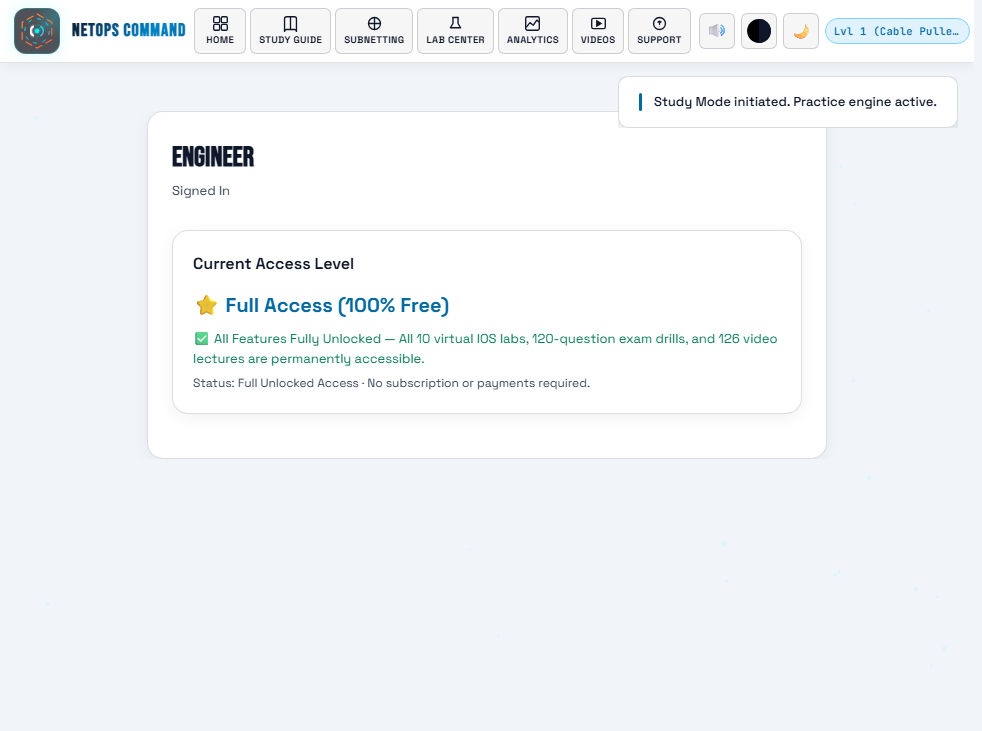 NETOPS COMMAND
HOME
STUDY GUIDE
SUBNETTING
LAB CENTER
ANALYTICS
VIDEOS
SUPPORT
Lvl 1 (Cable Pulle…
Study Mode initiated. Practice engine active.
ENGINEER
Signed In
Current Access Level
⭐ Full Access (100% Free)
✅ All Features Fully Unlocked — All 10 virtual IOS labs, 120-question exam drills, and 126 video
lectures are permanently accessible.
Status: Full Unlocked Access · No subscription or payments required.